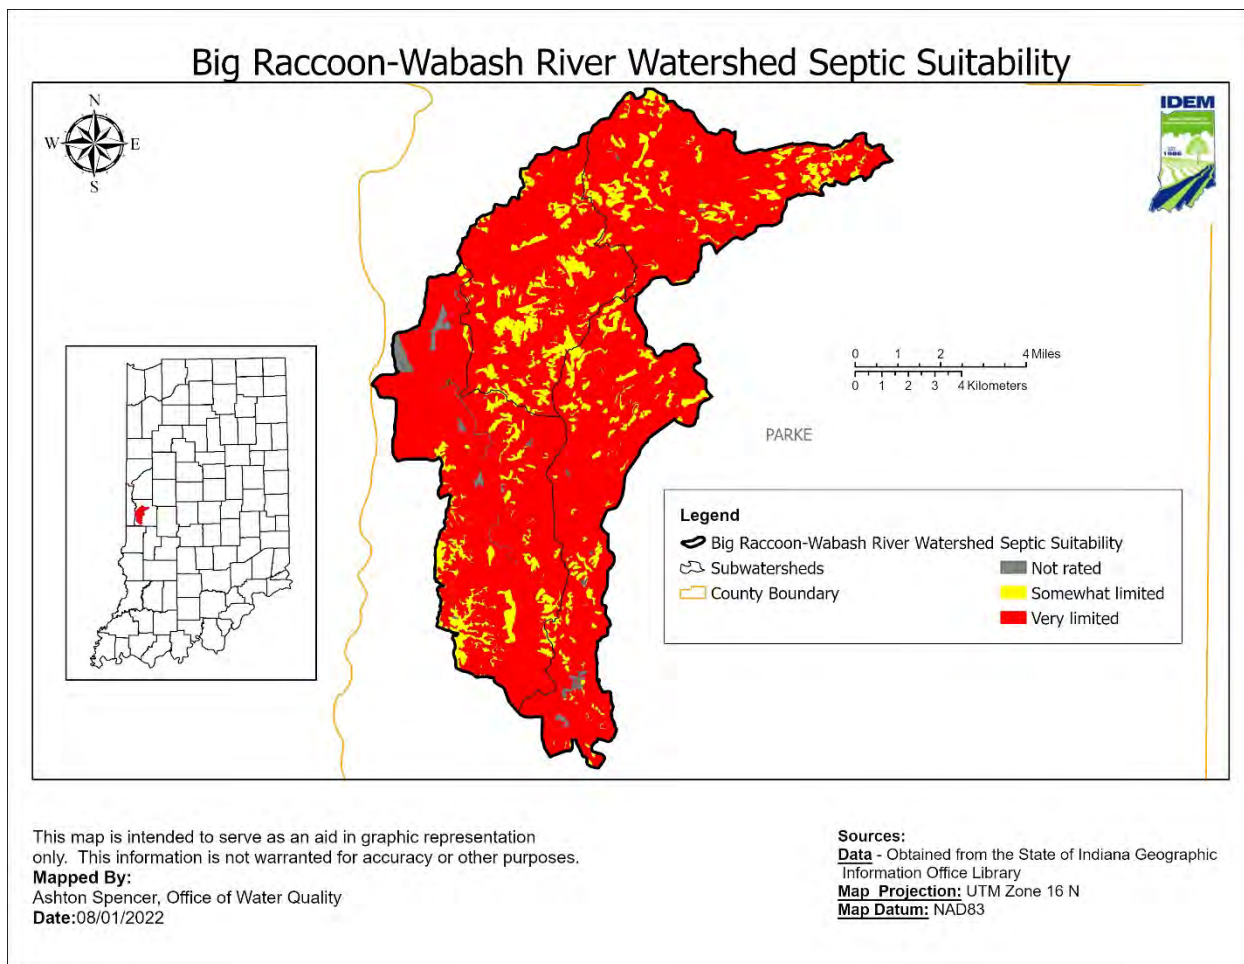 Big Raccoon-Wabash River Watershed Septic Suitability
N
W E
S
IDEM
1986
0 1 2 4 Miles
0 1 2 3 4 Kilometers
PARKE
Legend
Big Raccoon-Wabash River Watershed Septic Suitability
Subwatersheds
Not rated
County Boundary
Somewhat limited
Very limited
This map is intended to serve as an aid in graphic representation
only. This information is not warranted for accuracy or other purposes.
Mapped By:
Ashton Spencer, Office of Water Quality
Date:08/01/2022
Sources:
Data - Obtained from the State of Indiana Geographic
Information Office Library
Map Projection: UTM Zone 16 N
Map Datum: NAD83